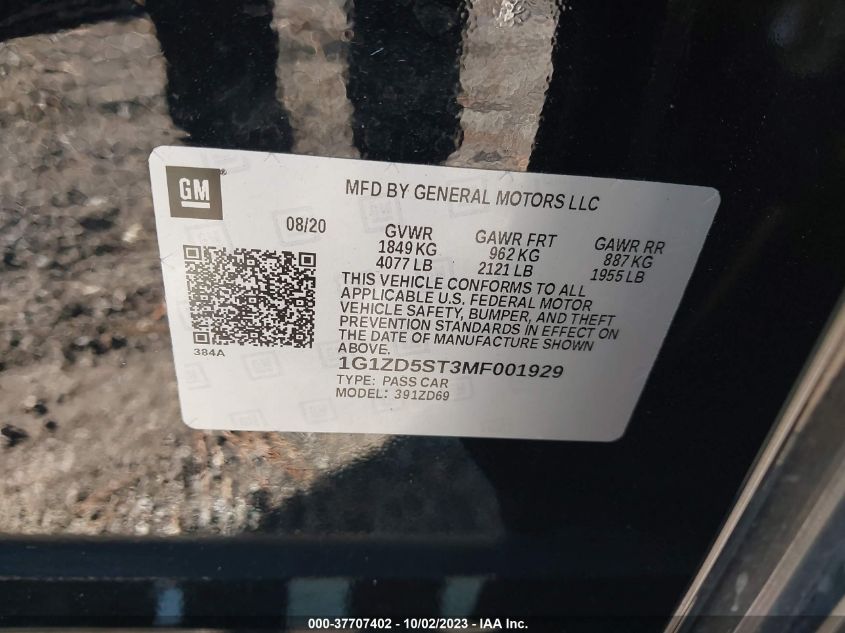 GM
MFD BY GENERAL MOTORS LLC
08/20
GVWR GAWR FRT GAWR RR
1849 KG 962 KG 887 KG
4077 LB 2121 LB 1955 LB
THIS VEHICLE CONFORMS TO ALL
APPLICABLE U.S. FEDERAL MOTOR
VEHICLE SAFETY, BUMPER, AND THEFT
PREVENTION STANDARDS IN EFFECT ON
THE DATE OF MANUFACTURE SHOWN
ABOVE.
384A
1G1ZD5ST3MF001929
TYPE: PASS CAR
MODEL: 391ZD69
000-37707402 - 10/02/2023 - IAA Inc.